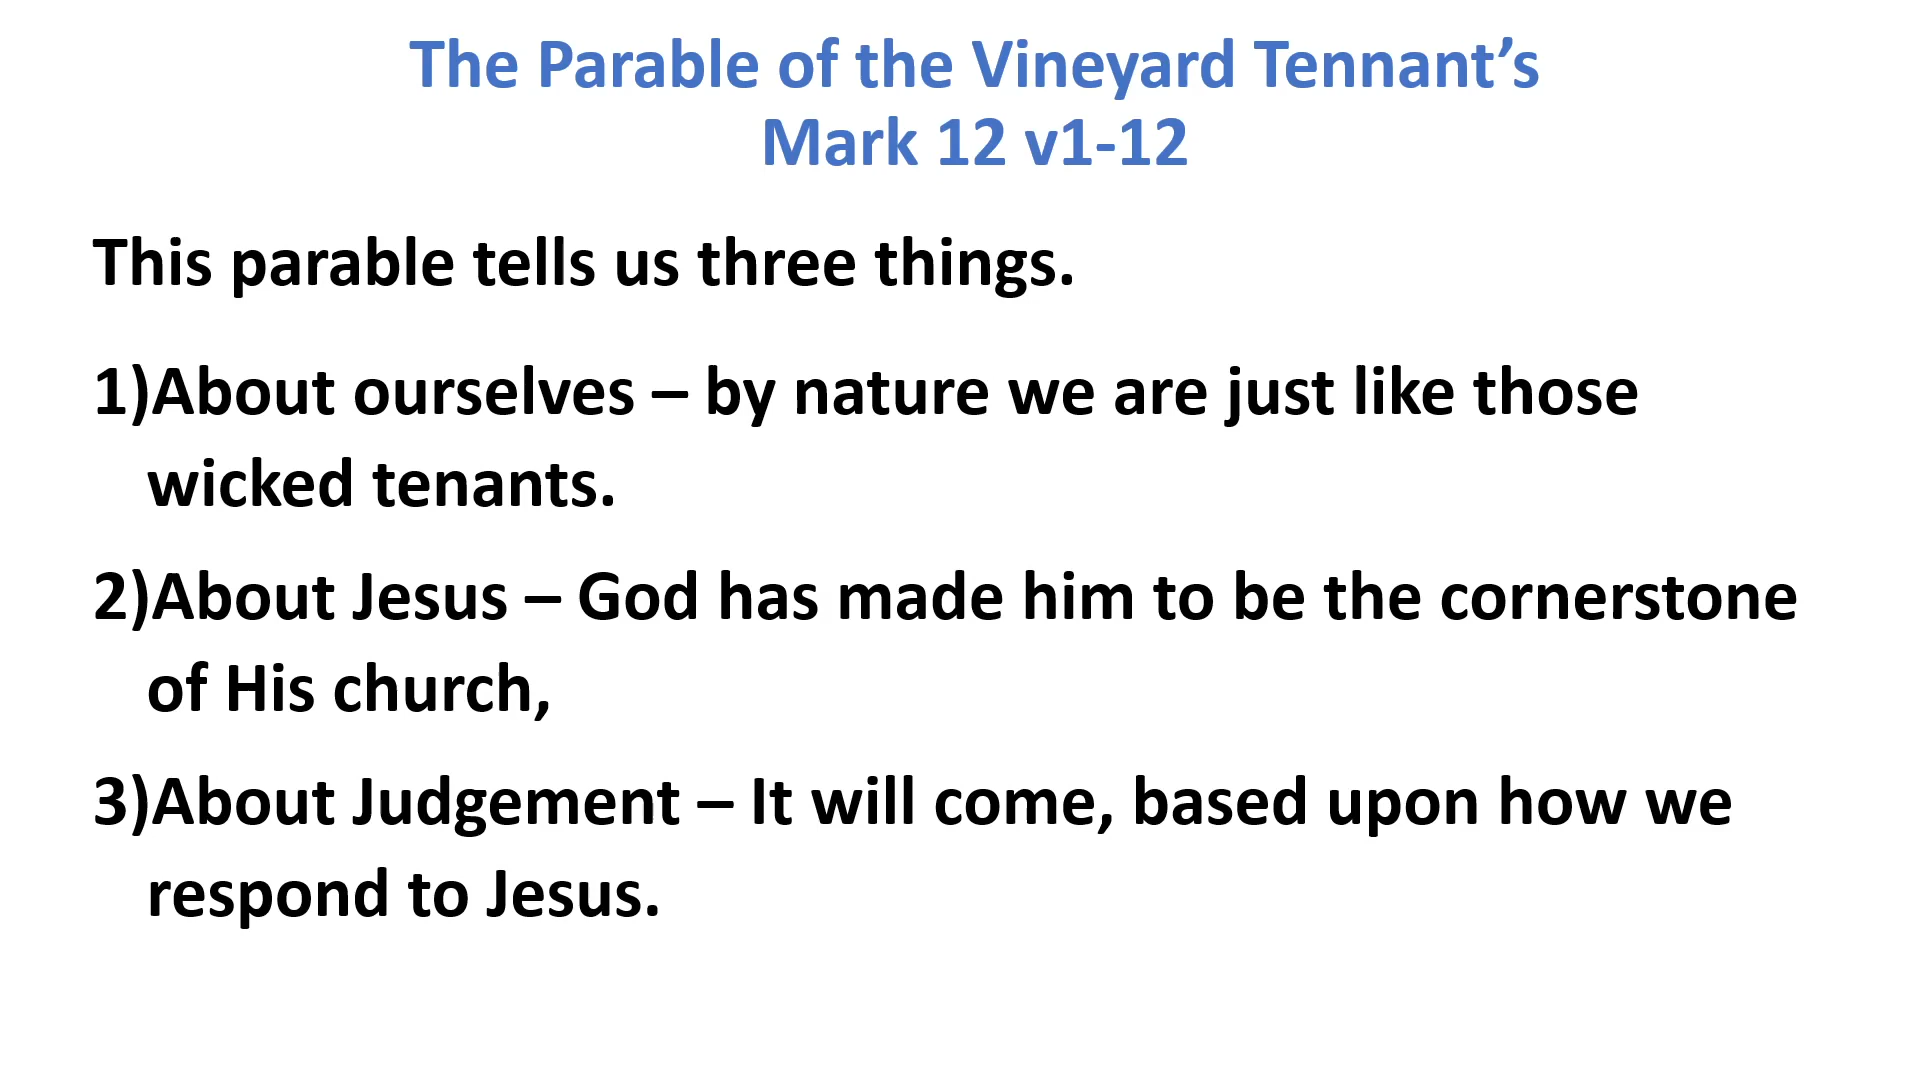 The Parable of the Vineyard Tennant’s
Mark 12 v1-12
This parable tells us three things.
1)About ourselves – by nature we are just like those
wicked tenants.
2)About Jesus – God has made him to be the cornerstone
of His church,
3)About Judgement – It will come, based upon how we
respond to Jesus.